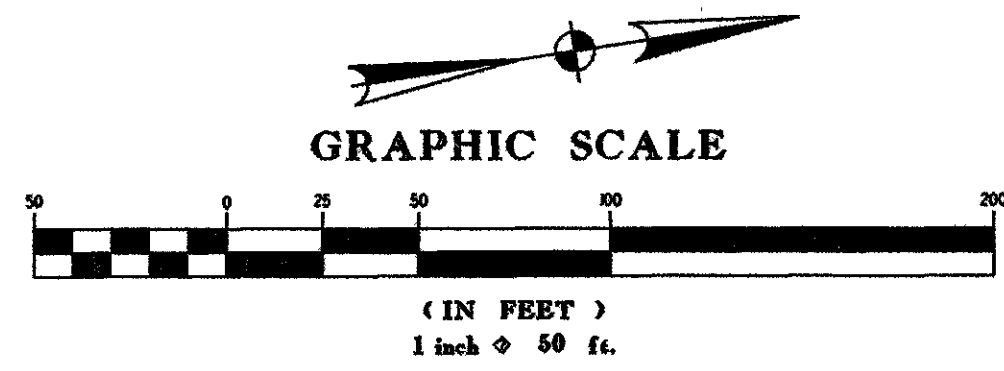 GRAPHIC SCALE
50 0 25 50 100 200
( IN FEET )
1 inch = 50 ft.